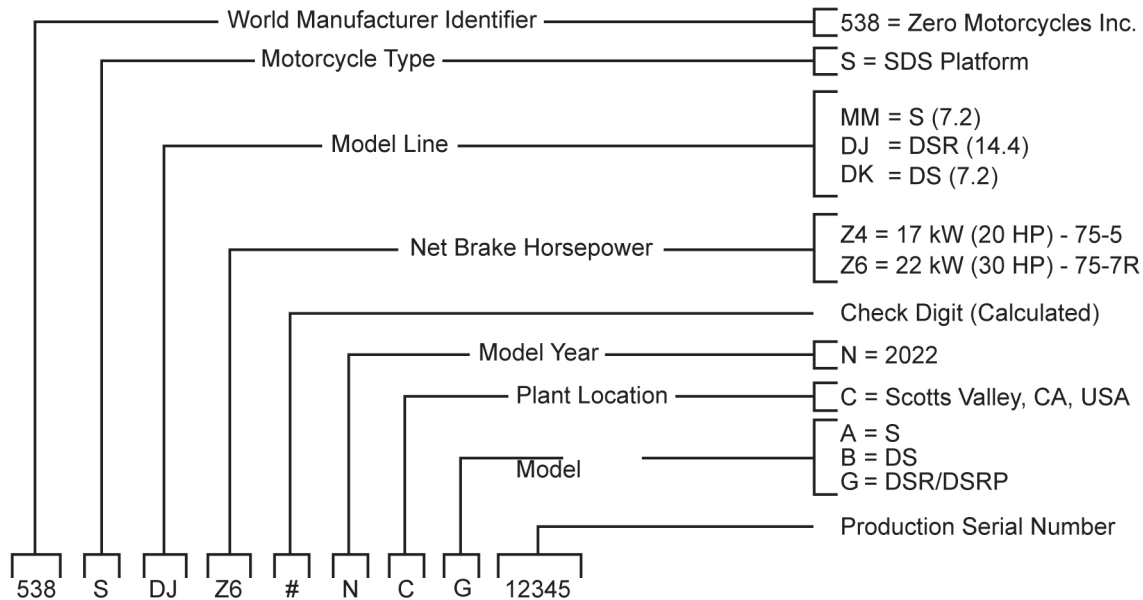 World Manufacturer Identifier
538 = Zero Motorcycles Inc.
Motorcycle Type
S = SDS Platform
Model Line
MM = S (7.2)
DJ = DSR (14.4)
DK = DS (7.2)
Net Brake Horsepower
Z4 = 17 kW (20 HP) - 75-5
Z6 = 22 kW (30 HP) - 75-7R
Check Digit (Calculated)
Model Year
N = 2022
Plant Location
C = Scotts Valley, CA, USA
Model
A = S
B = DS
G = DSR/DSRP
Production Serial Number
538 S DJ Z6 # N C G 12345